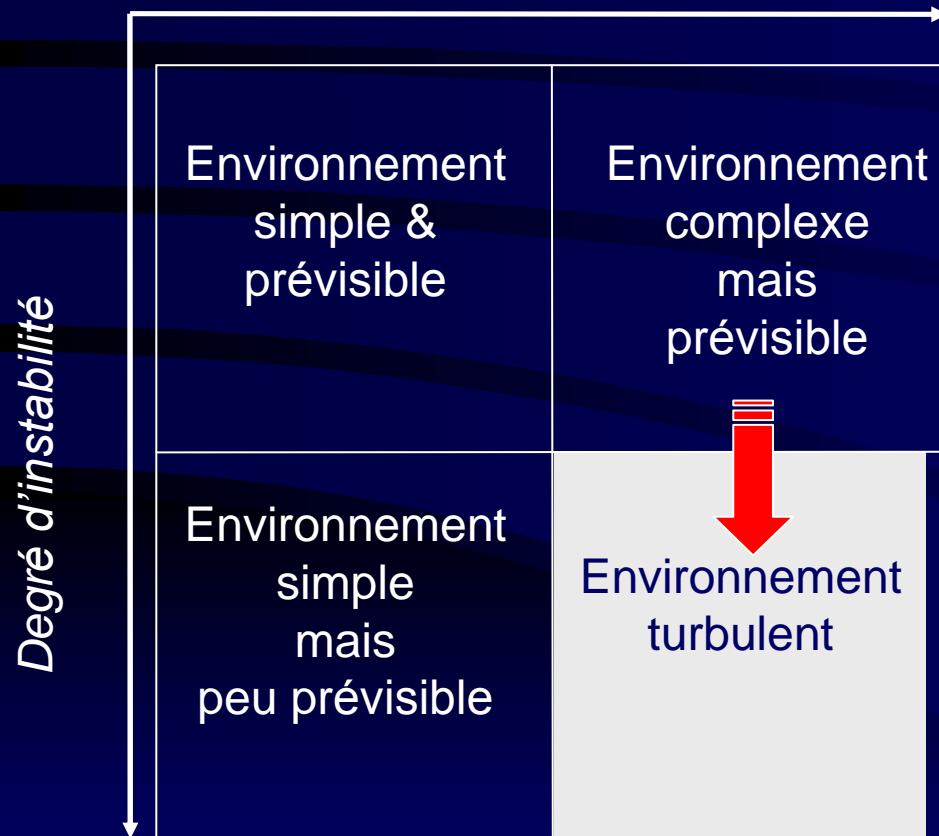 Environnement
simple &
prévisible
Environnement
complexe
mais
prévisible
Degré d'instabilité
Environnement
simple
mais
peu prévisible
Environnement
turbulent